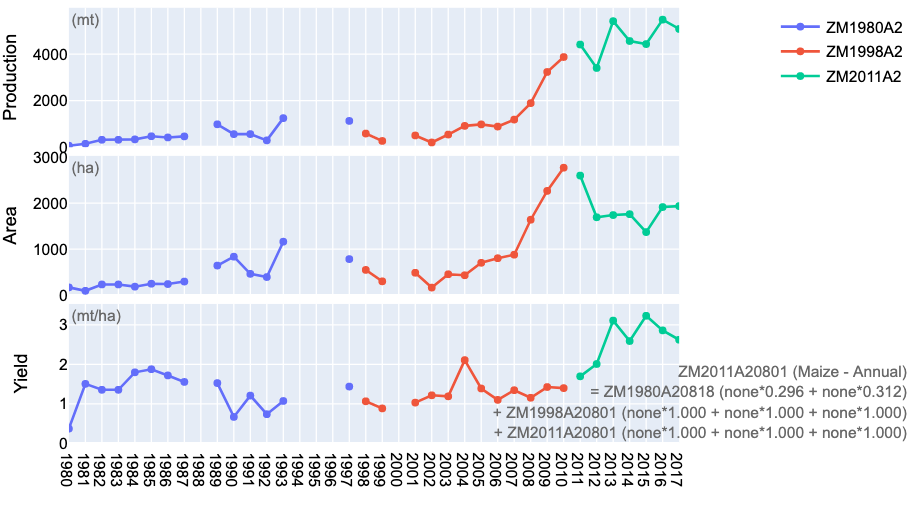 (mt)
Production
4000
2000
0
ZM1980A2
ZM1998A2
ZM2011A2
(ha)
Area
3000
2000
1000
0
(mt/ha)
Yield
3
2
1
0
ZM2011A20801 (Maize - Annual)
= ZM1980A20818 (none*0.296 + none*0.312)
+ ZM1998A20801 (none*1.000 + none*1.000 + none*1.000)
+ ZM2011A20801 (none*1.000 + none*1.000 + none*1.000)
1980 1981 1982 1983 1984 1985 1986 1987 1988 1989 1990 1991 1992 1993 1994 1995 1996 1997 1998 1999 2000 2001 2002 2003 2004 2005 2006 2007 2008 2009 2010 2011 2012 2013 2014 2015 2016 2017